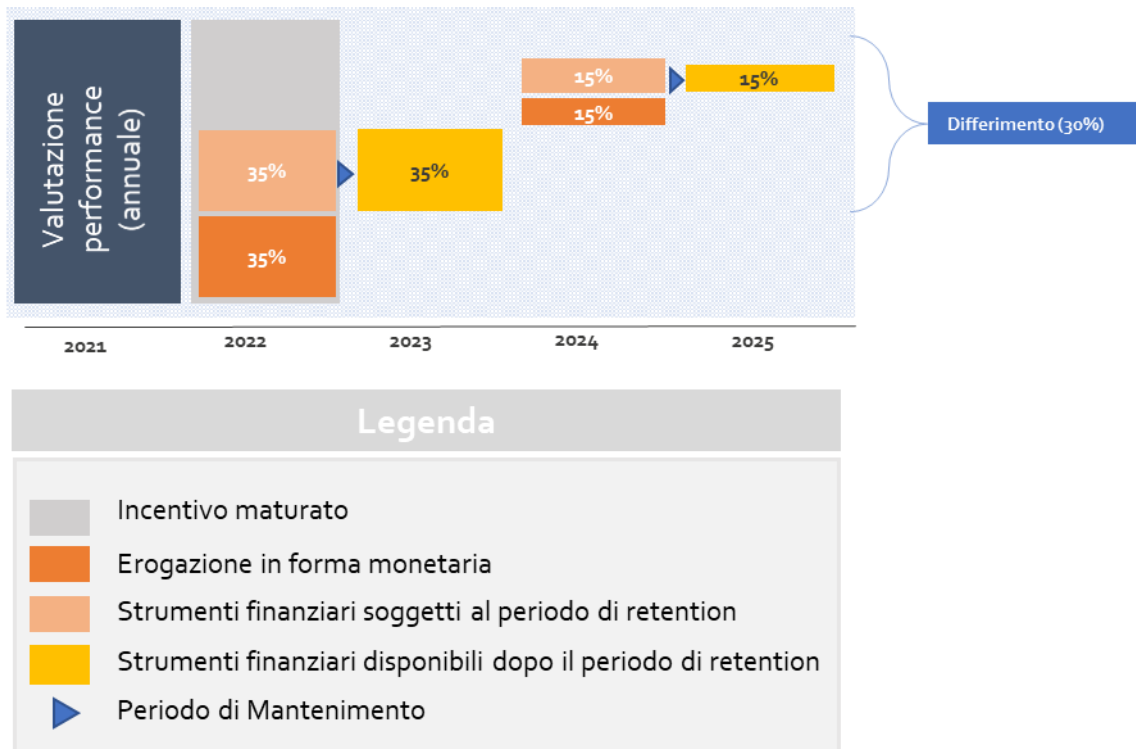 Valutazione
performance
(annuale)
35%
35%
35%
15%
15%
15%
Differimento (30%)
2021
2022
2023
2024
2025
Legenda
Incentivo maturato
Erogazione in forma monetaria
Strumenti finanziari soggetti al periodo di retention
Strumenti finanziari disponibili dopo il periodo di retention
Periodo di Mantenimento